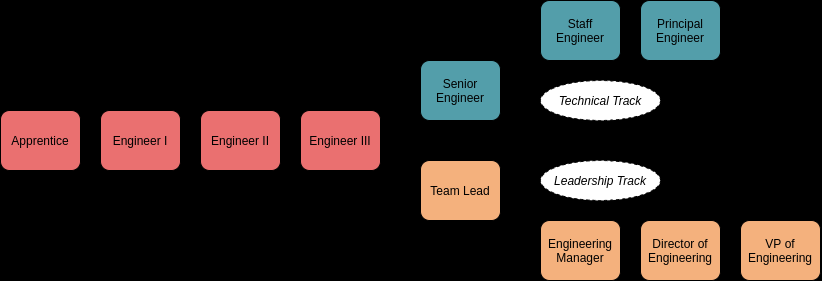 Apprentice
Engineer I
Engineer II
Engineer III
Senior
Engineer
Staff
Engineer
Principal
Engineer
Technical Track
Team Lead
Leadership Track
Engineering
Manager
Director of
Engineering
VP of
Engineering